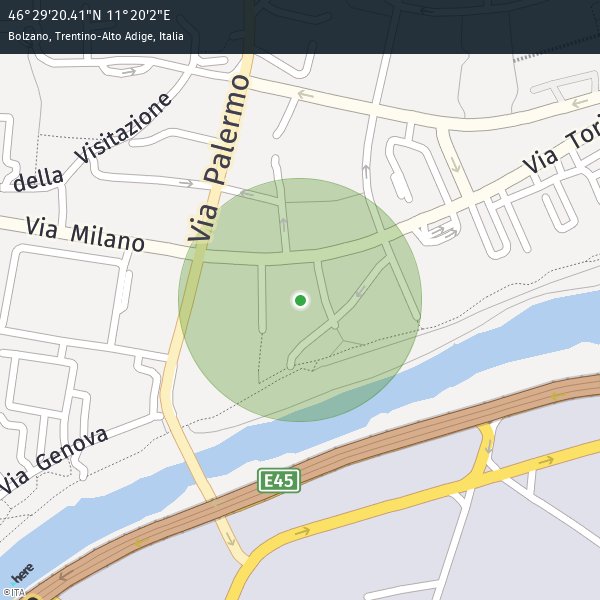 46°29'20.41"N 11°20'2"E
Bolzano, Trentino-Alto Adige, Italia
della Visitazione
Via Palermo
Via Tori
Via Milano
Via Genova
E45
here
©ITA